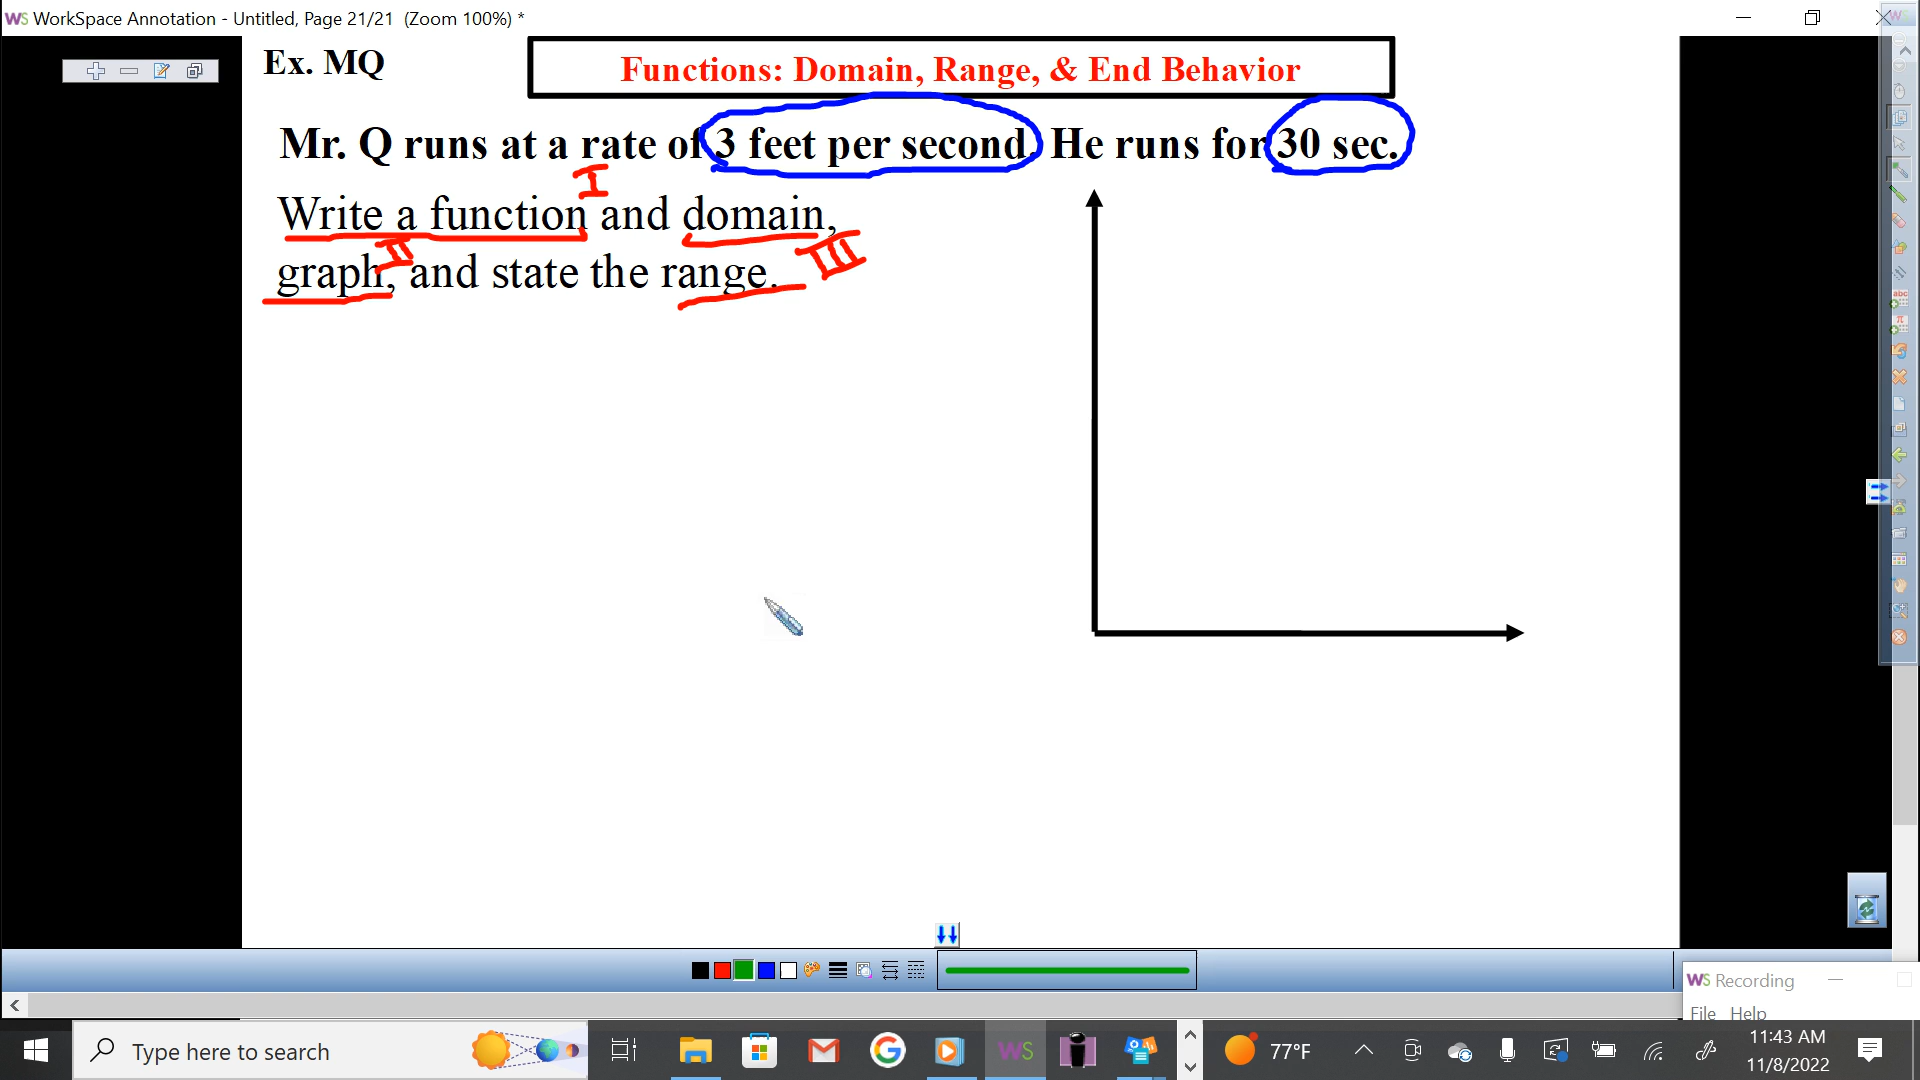 WS WorkSpace Annotation - Untitled, Page 21/21 (Zoom 100%) *
Ex. MQ
Functions: Domain, Range, & End Behavior
Mr. Q runs at a rate of 3 feet per second. He runs for 30 sec.
I
Write a function and domain,
II
III
graph, and state the range.
WS Recording
File Help
Type here to search
WS
77°F
11:43 AM
11/8/2022